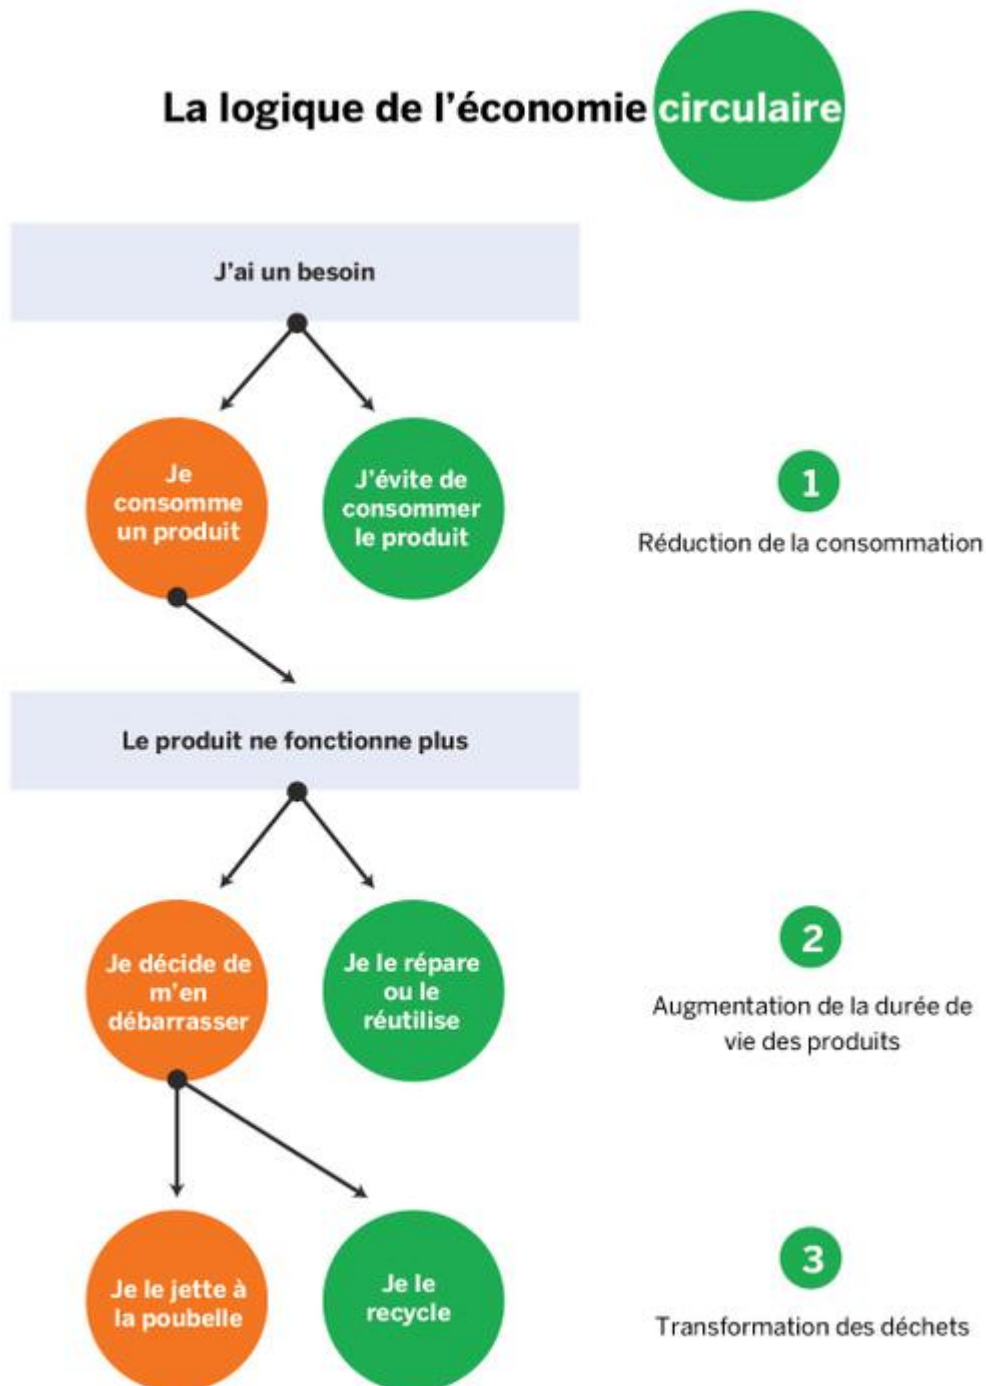 La logique de l'économie circulaire
J'ai un besoin
Je
consomme
un produit
J'évite de
consommer
le produit
1
Réduction de la consommation
Le produit ne fonctionne plus
Je décide de
m'en
débarrasser
Je le répare
ou le
réutilise
2
Augmentation de la durée de
vie des produits
Je le jette à
la poubelle
Je le
recycle
3
Transformation des déchets